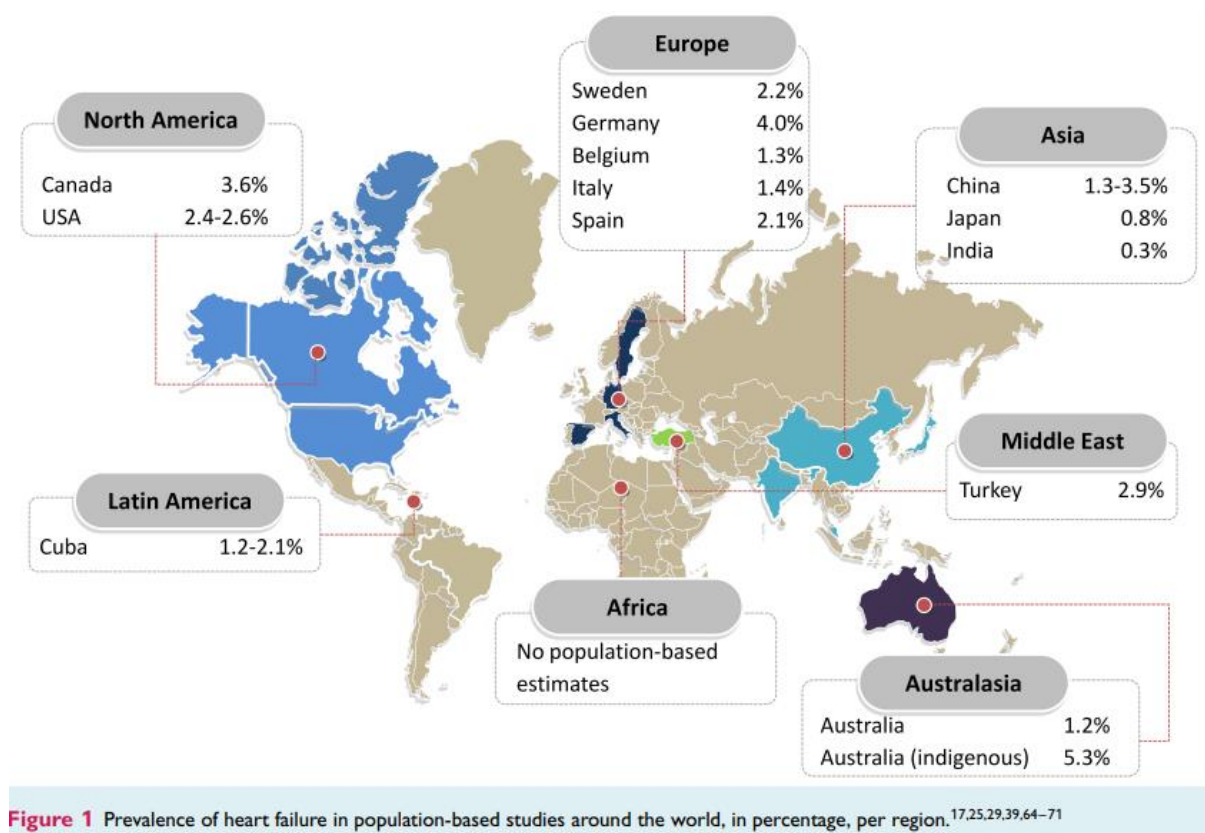 Europe
Sweden 2.2%
Germany 4.0%
Belgium 1.3%
Italy 1.4%
Spain 2.1%
North America
Canada 3.6%
USA 2.4-2.6%
Asia
China 1.3-3.5%
Japan 0.8%
India 0.3%
Middle East
Turkey 2.9%
Latin America
Cuba 1.2-2.1%
Africa
No population-based
estimates
Australasia
Australia 1.2%
Australia (indigenous) 5.3%
Figure 1 Prevalence of heart failure in population-based studies around the world, in percentage, per region.17,25,29,39,64–71